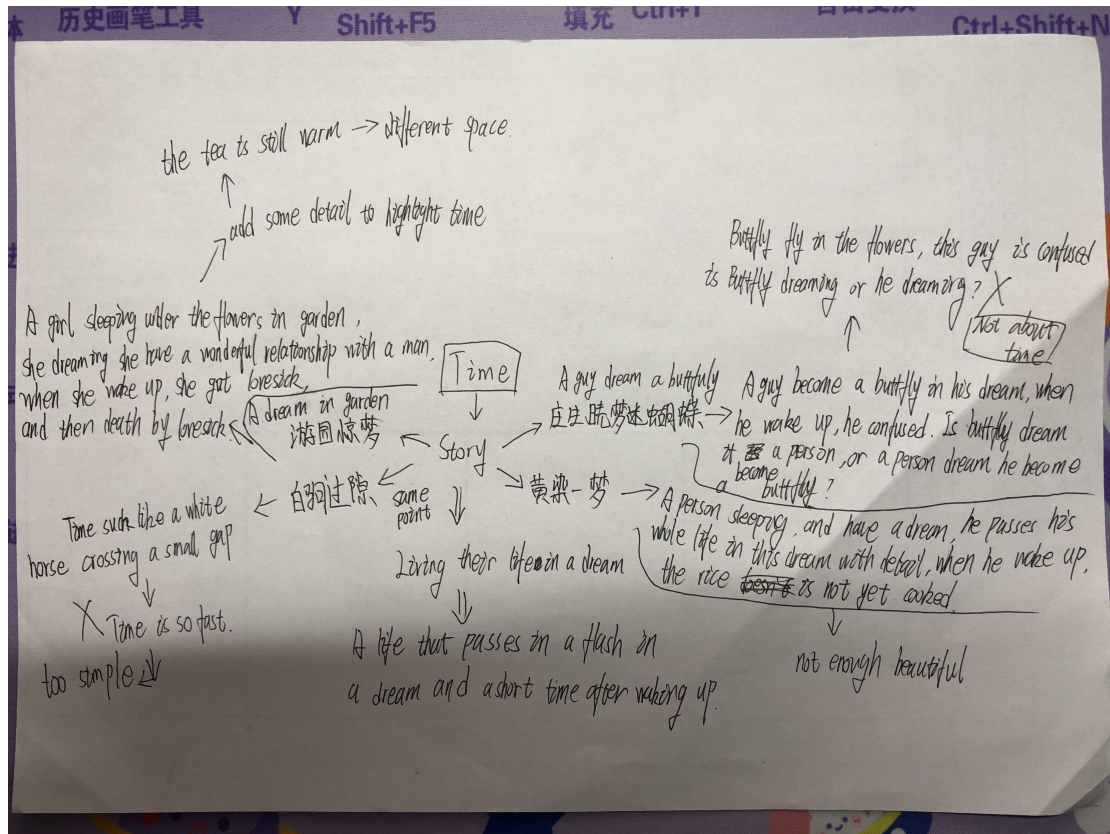 历史画笔工具
Y
Shift+F5
填充
Ctrl+T
Ctrl+Shift+N
the tea is still warm → different space.
add some detail to highlight time
A girl sleeping under the flowers in garden,
she dreaming she have a wonderful relationship with a man,
when she wake up, she got lovesick,
and then death by lovesick.
A dream in garden
游园惊梦
Time
Story
白驹过隙
same
point
Time such like a white
horse crossing a small gap
X Time is so fast.
too simple
Living their life in a dream
A life that passes in a flash in
a dream and a short time after waking up.
Buttfly fly in the flowers, this guy is confused
is Buttfly dreaming or he dreaming? X
Not about
time!
A guy dream a buttfuly
庄生晓梦迷蝴蝶
A guy become a buttfly in his dream, when
he wake up, he confused. Is buttfly dream
it a person, or a person dream he become
become
a buttfly?
黄粱一梦
A person sleeping, and have a dream, he passes his
whole life in this dream with detail, when he wake up,
the rice doesn't is not yet cooked.
not enough beautiful